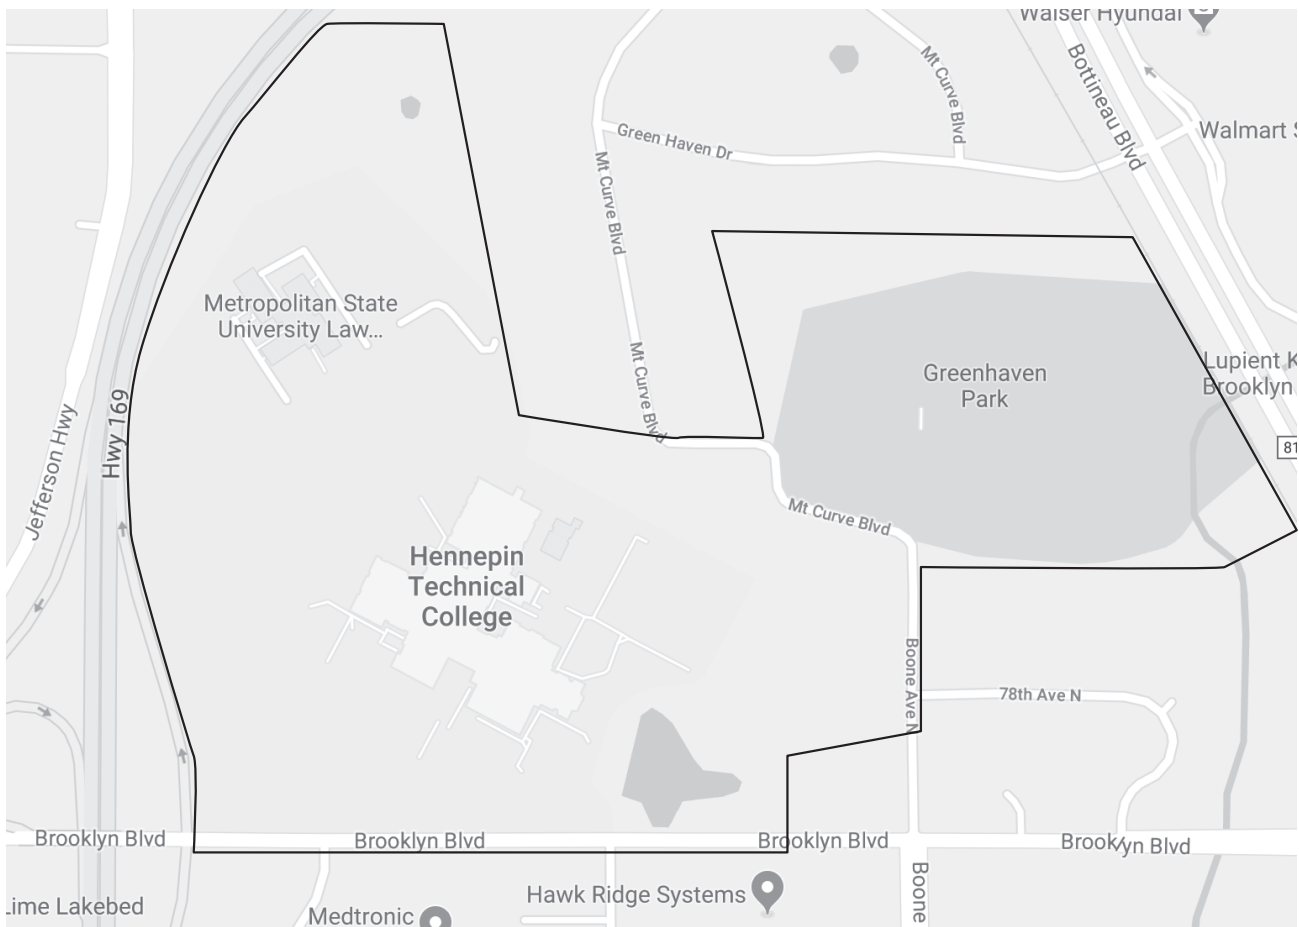 Walser Hyundai
Bottineau Blvd
Mt Curve Blvd
Green Haven Dr
Walmart S
Mt Curve Blvd
Metropolitan State
University Law...
Lupient K
Brooklyn
Greenhaven
Park
Mt Curve Blvd
Hwy 169
Jefferson Hwy
81
Mt Curve Blvd
Hennepin
Technical
College
Boone Ave N
78th Ave N
Brooklyn Blvd
Brooklyn Blvd
Brooklyn Blvd
Brooklyn Blvd
Boone
Hawk Ridge Systems
Lime Lakebed
Medtronic